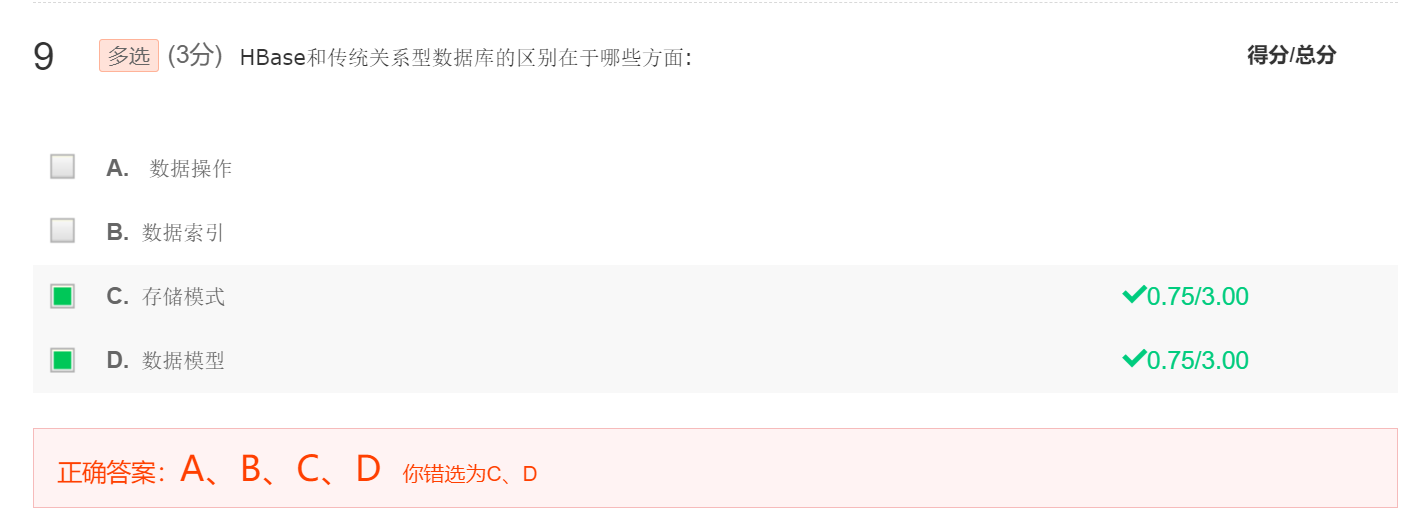 9 多选 (3分) HBase和传统关系型数据库的区别在于哪些方面: 得分/总分
A. 数据操作
B. 数据索引
C. 存储模式 0.75/3.00
D. 数据模型 0.75/3.00
正确答案：A、B、C、D 你错选为C、D